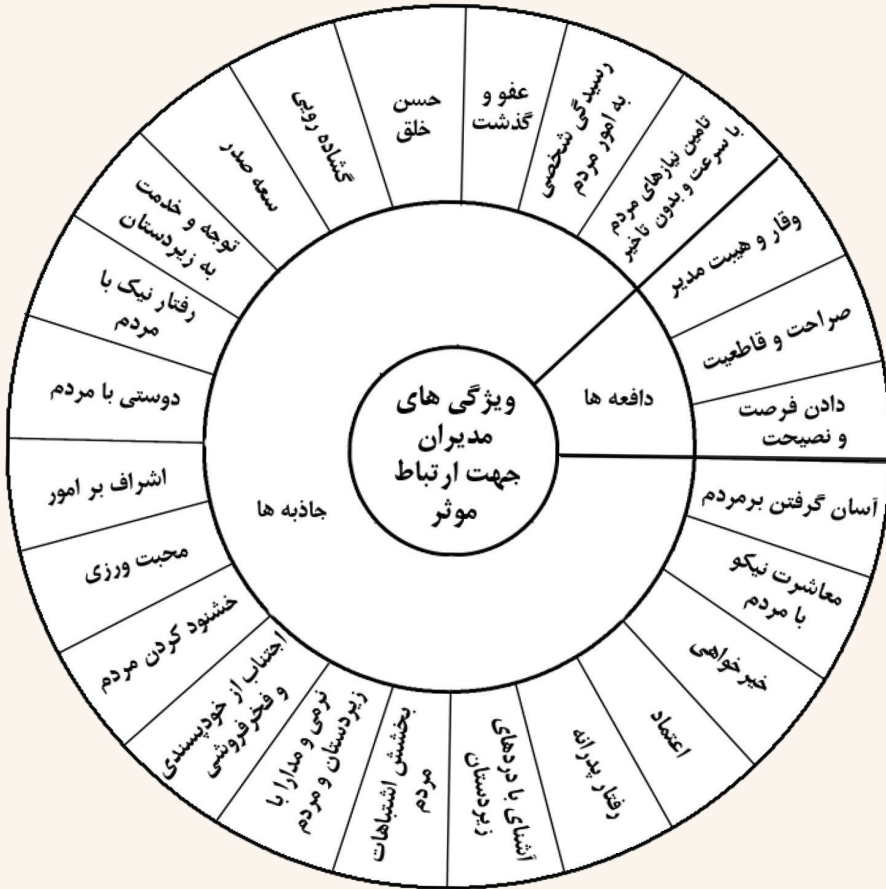 ویژگی های
مدیران
جهت ارتباط
موثر
دافعه ها
جاذبه ها
وقار و هیبت مدیر
صراحت و قاطعیت
دادن فرصت
و نصیحت
آسان گرفتن برمردم
معاشرت نیکو
با مردم
خیرخواهی
اعتماد
رفتار پدرانه
آشنای با دردهای
زیردستان
بخشش اشتباهات
مردم
نرمی و مدارا با
زیردستان و مردم
اجتناب از خودپسندی
و فخرفروشی
خشنود کردن مردم
محبت ورزی
اشراف بر امور
دوستی با مردم
رفتار نیک با
مردم
توجه و خدمت
به زیردستان
سعه صدر
گشاده رویی
حسن
خلق
عفو و
گذشت
رسیدگی شخصی
به امور مردم
تامین نیازهای مردم
با سرعت و بدون تاخیر